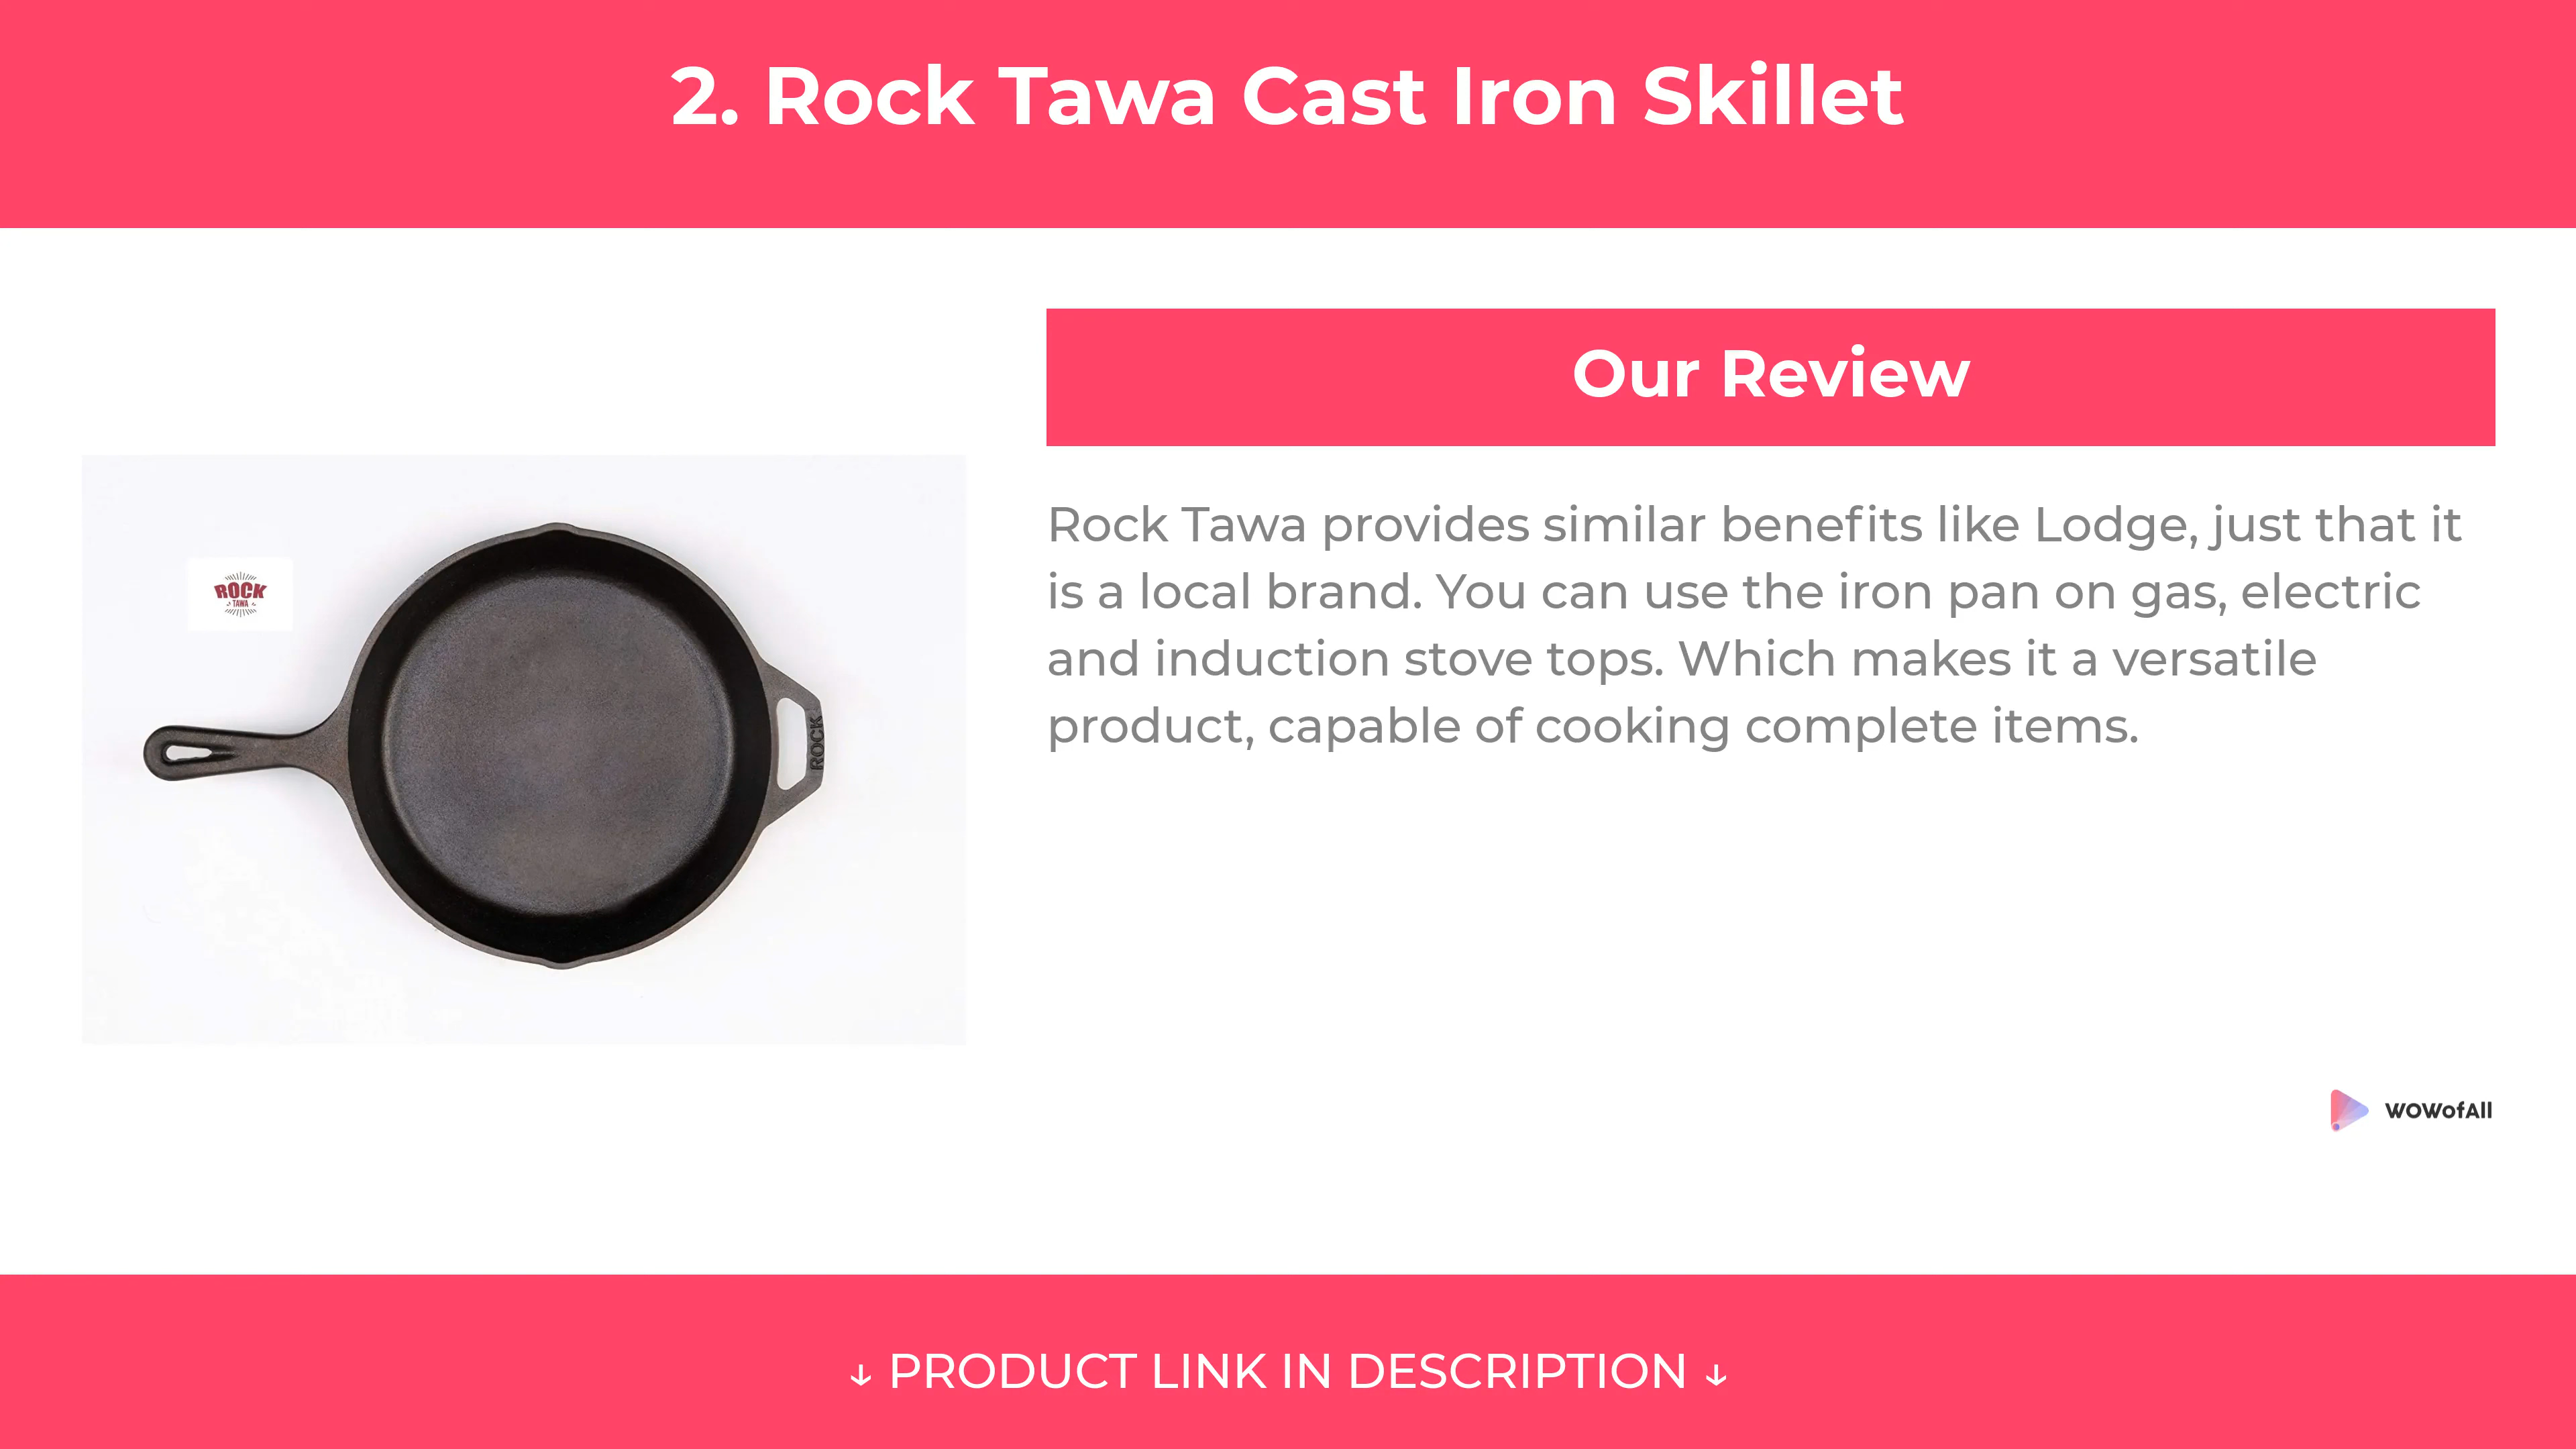 2. Rock Tawa Cast Iron Skillet
Our Review
ROCK
TAWA
ROCK
Rock Tawa provides similar benefits like Lodge, just that it
is a local brand. You can use the iron pan on gas, electric
and induction stove tops. Which makes it a versatile
product, capable of cooking complete items.
WOWofAll
↓ PRODUCT LINK IN DESCRIPTION ↓